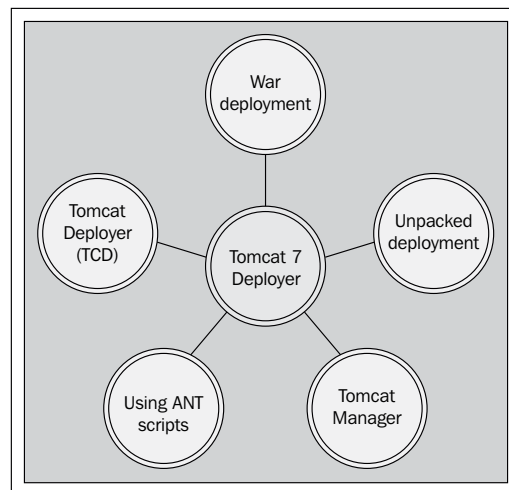 War
deployment
Tomcat
Deployer
(TCD)
Tomcat 7
Deployer
Unpacked
deployment
Using ANT
scripts
Tomcat
Manager